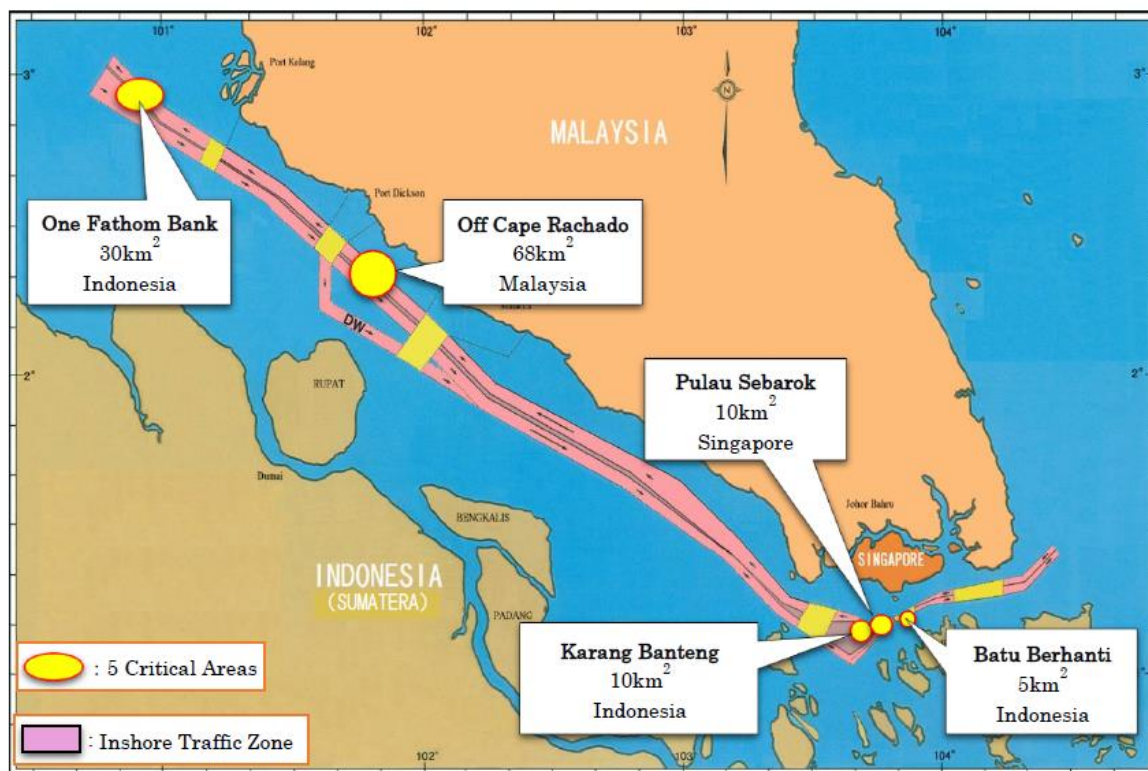 101°
102°
103°
104°
3°
3°
Port Kelang
N
MALAYSIA
One Fathom Bank
30km2
Indonesia
Port Dickson
Off Cape Rachado
68km2
Malaysia
DW
2°
2°
RUPAT
Pulau Sebarok
10km2
Singapore
Dumai
BENGKALIS
Johor Bahru
SINGAPORE
INDONESIA
(SUMATERA)
PADANG
Karang Banteng
10km2
Indonesia
Batu Berhanti
5km2
Indonesia
: 5 Critical Areas
: Inshore Traffic Zone
102°
103°
104°